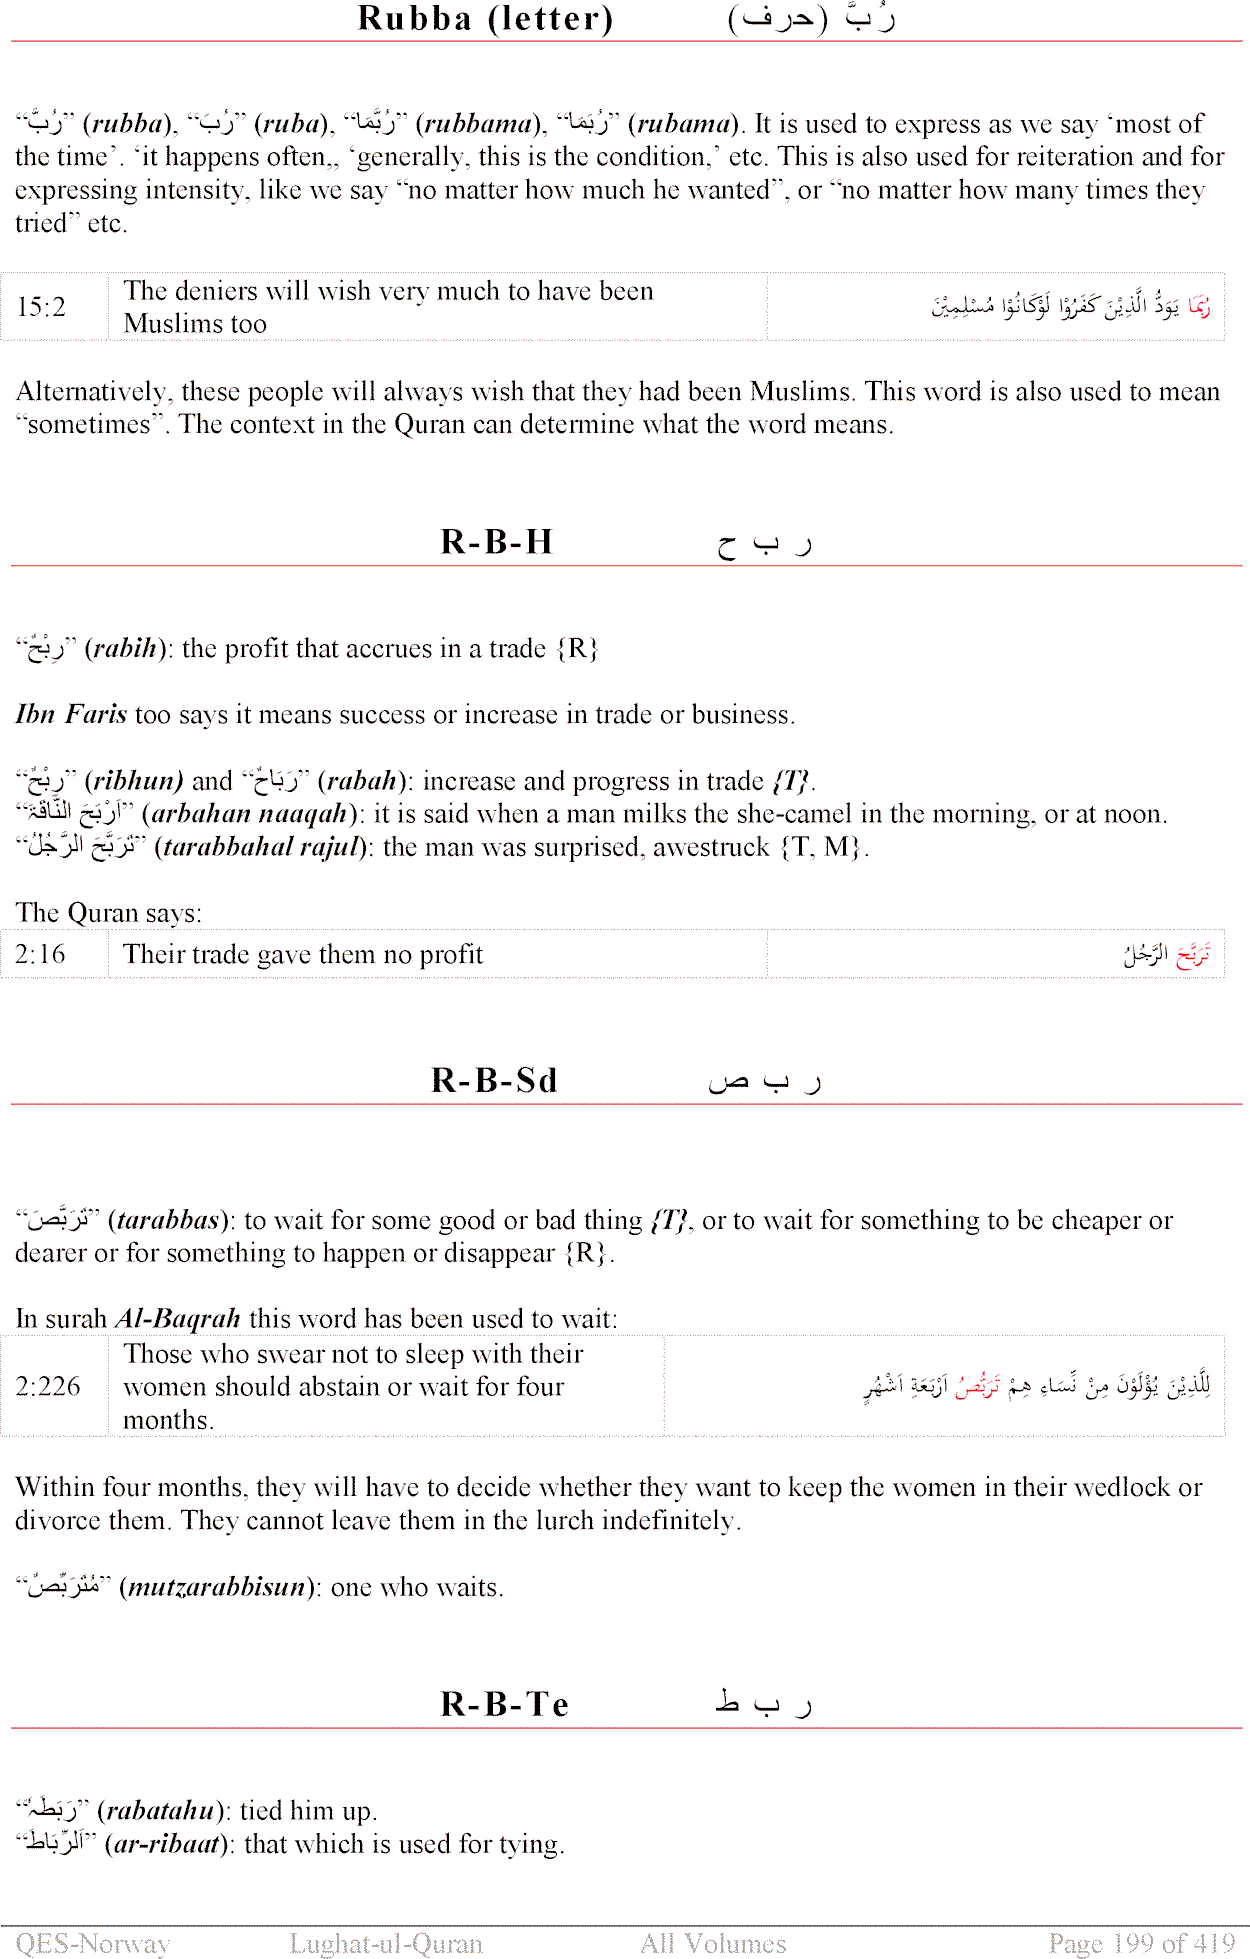 Rubba (letter) رُبَّ (حرف)
“رُبَّ” (rubba), “رُبَ” (ruba), “رُبَّمَا” (rubbama), “رُبَمَا” (rubama). It is used to express as we say ‘most of
the time’. ‘it happens often,, ‘generally, this is the condition,’ etc. This is also used for reiteration and for
expressing intensity, like we say “no matter how much he wanted”, or “no matter how many times they
tried” etc.
15:2 The deniers will wish very much to have been رُبَمَا يَوَدُّ الَّذِيْنَ كَفَرُوْا لَوْكَانُوْا مُسْلِمِيْنَ
Muslims too
Alternatively, these people will always wish that they had been Muslims. This word is also used to mean
“sometimes”. The context in the Quran can determine what the word means.
R-B-H ر ب ح
“رِبْحٌ” (rabih): the profit that accrues in a trade {R}
Ibn Faris too says it means success or increase in trade or business.
“رِبْحٌ” (ribhun) and “رَبَاحٌ” (rabah): increase and progress in trade {T}.
“اَرْبَحَ النَّاقَۃَ” (arbahan naaqah): it is said when a man milks the she-camel in the morning, or at noon.
“تَرَبَّحَ الرَّجُلُ” (tarabbahal rajul): the man was surprised, awestruck {T, M}.
The Quran says:
2:16 Their trade gave them no profit تَرَبَّحَ الرَّجُلُ
R-B-Sd ر ب ص
“تَرَبَّصَ” (tarabbas): to wait for some good or bad thing {T}, or to wait for something to be cheaper or
dearer or for something to happen or disappear {R}.
In surah Al-Baqrah this word has been used to wait:
Those who swear not to sleep with their
2:226 women should abstain or wait for four لِلَّذِيْنَ يُؤْلَوْنَ مِنْ نِّسَاءِ هِمْ تَرَبُّصُ اَرْبَعَةِ اَشْهُرٍ
months.
Within four months, they will have to decide whether they want to keep the women in their wedlock or
divorce them. They cannot leave them in the lurch indefinitely.
“مُتَرَبِّصٌ” (mutzarabbisun): one who waits.
R-B-Te ر ب ط
“رَبَطَہٗ” (rabatahu): tied him up.
“اَلرِّبَاطَ” (ar-ribaat): that which is used for tying.
QES-Norway Lughat-ul-Quran All Volumes Page 199 of 419